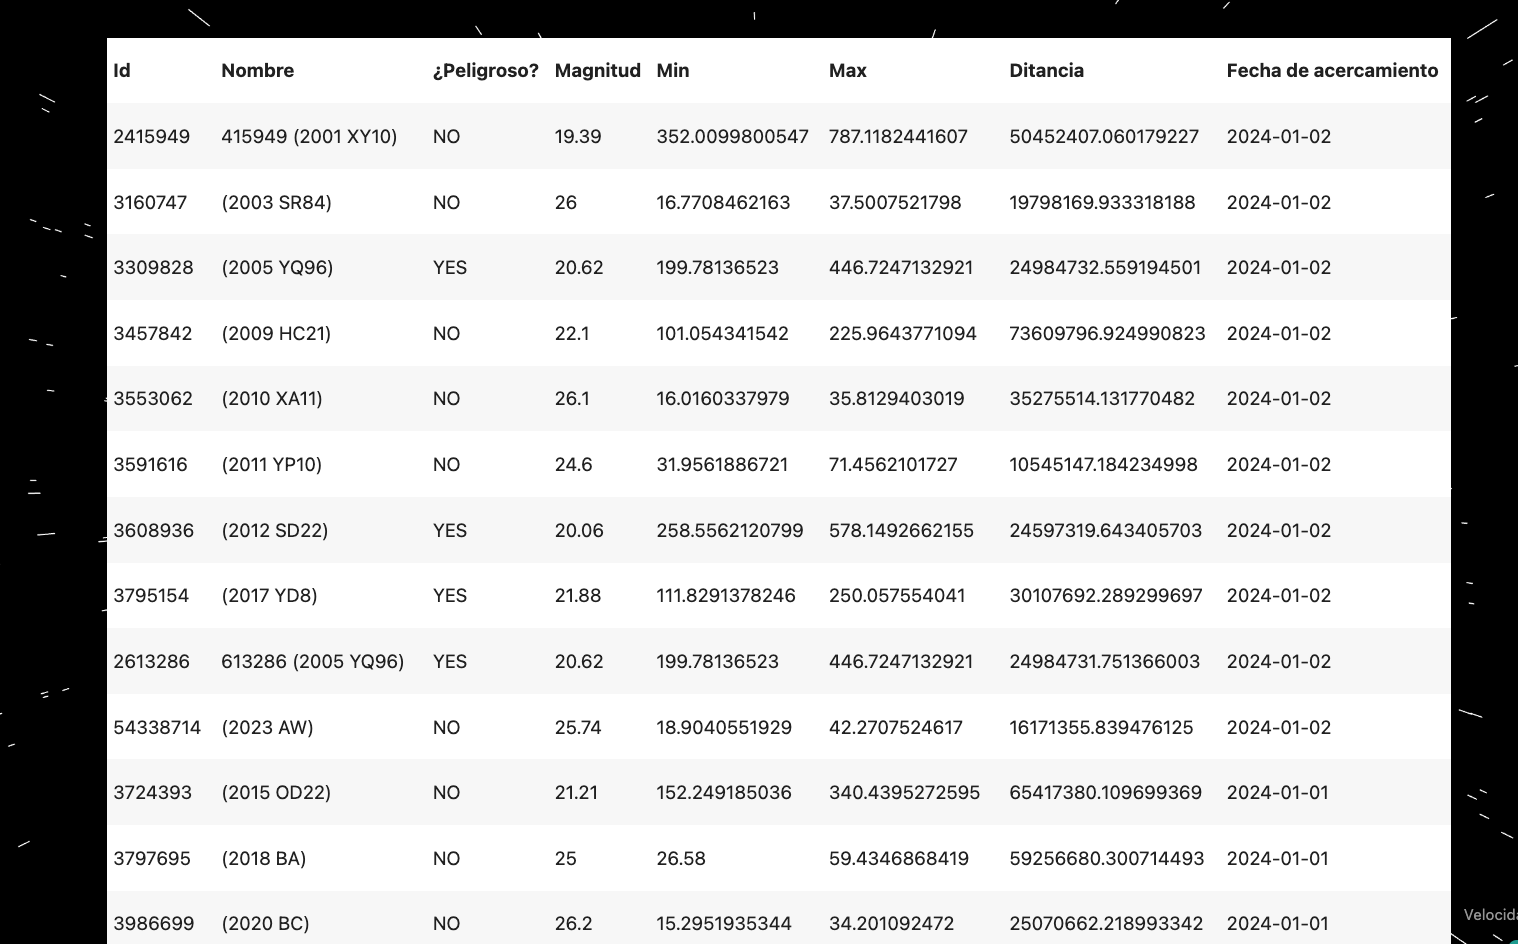 Id Nombre ¿Peligroso? Magnitud Min Max Ditancia Fecha de acercamiento
2415949 415949 (2001 XY10) NO 19.39 352.0099800547 787.1182441607 50452407.060179227 2024-01-02
3160747 (2003 SR84) NO 26 16.7708462163 37.5007521798 19798169.933318188 2024-01-02
3309828 (2005 YQ96) YES 20.62 199.78136523 446.7247132921 24984732.559194501 2024-01-02
3457842 (2009 HC21) NO 22.1 101.054341542 225.9643771094 73609796.924990823 2024-01-02
3553062 (2010 XA11) NO 26.1 16.0160337979 35.8129403019 35275514.131770482 2024-01-02
3591616 (2011 YP10) NO 24.6 31.9561886721 71.4562101727 10545147.184234998 2024-01-02
3608936 (2012 SD22) YES 20.06 258.5562120799 578.1492662155 24597319.643405703 2024-01-02
3795154 (2017 YD8) YES 21.88 111.8291378246 250.057554041 30107692.289299697 2024-01-02
2613286 613286 (2005 YQ96) YES 20.62 199.78136523 446.7247132921 24984731.751366003 2024-01-02
54338714 (2023 AW) NO 25.74 18.9040551929 42.2707524617 16171355.839476125 2024-01-02
3724393 (2015 OD22) NO 21.21 152.249185036 340.4395272595 65417380.109699369 2024-01-01
3797695 (2018 BA) NO 25 26.58 59.4346868419 59256680.300714493 2024-01-01
3986699 (2020 BC) NO 26.2 15.2951935344 34.201092472 25070662.218993342 2024-01-01